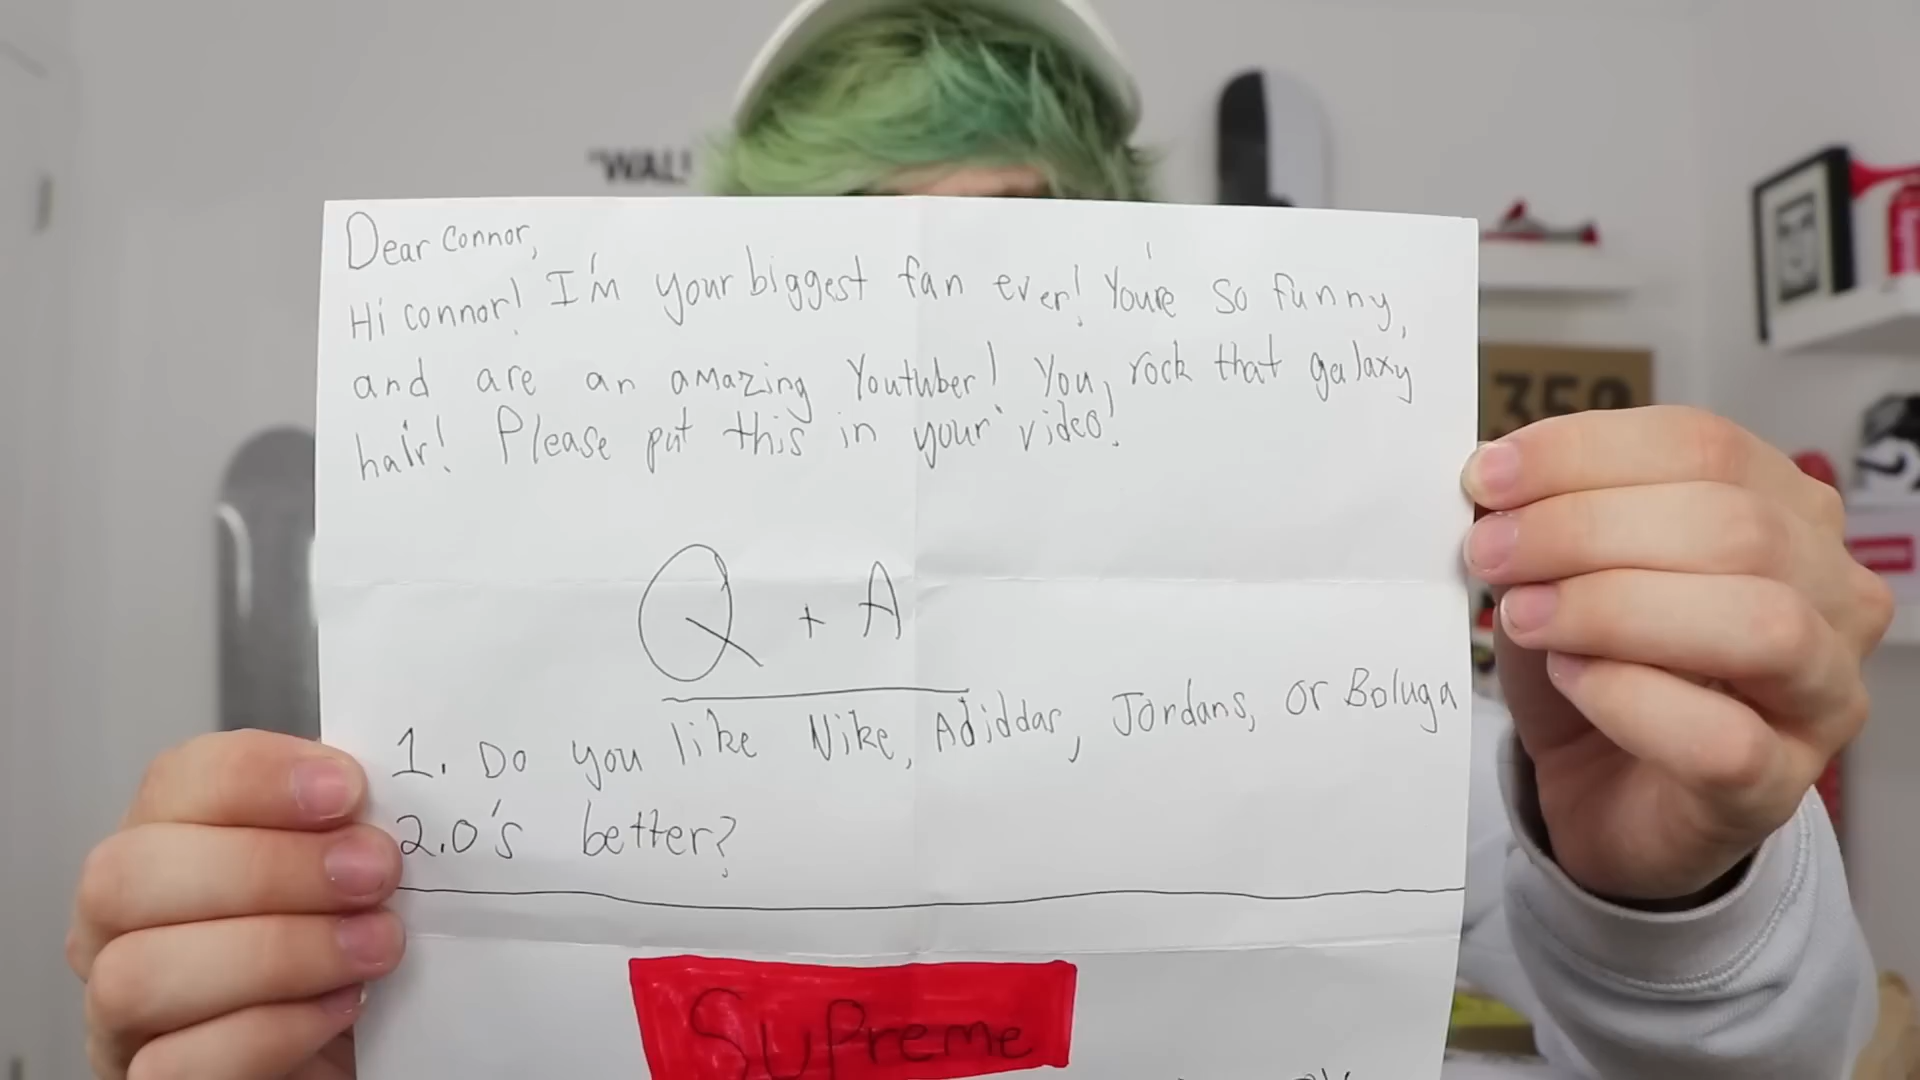 "WAL!
Dear Connor,
Hi connor! I'm your biggest fan ever! You're so funny,
and are an amazing Youtuber! You, rock that galaxy
hair! Please put this in your video!
Q + A
1. Do you like Nike, Adiddas, Jordans, or Boluga
2.0's better?
Supreme
350